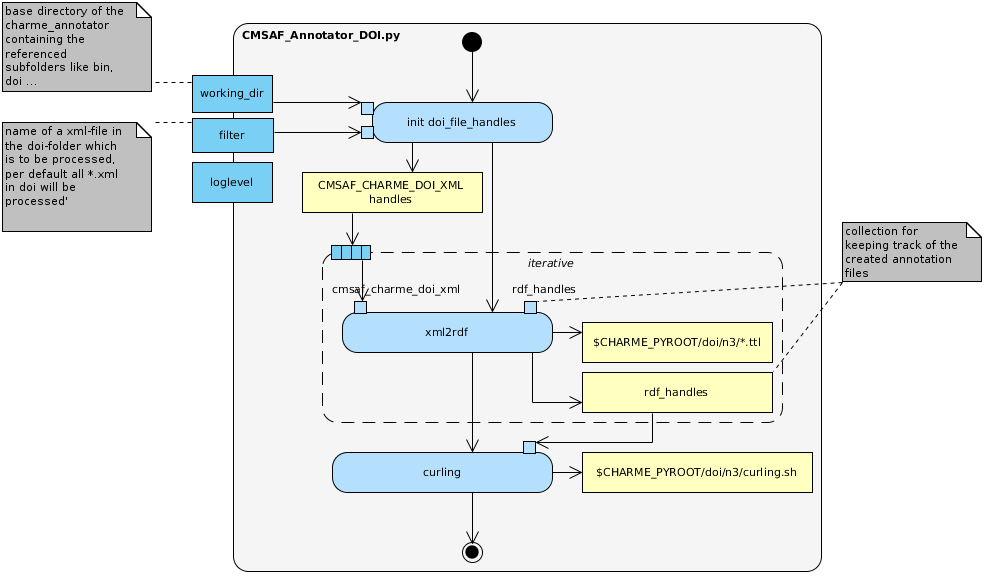 base directory of the
charme_annotator
containing the
referenced
subfolders like bin,
doi ...
name of a xml-file in
the doi-folder which
is to be processed,
per default all *.xml
in doi will be
processed'
CMSAF_Annotator_DOI.py
working_dir
filter
loglevel
init doi_file_handles
CMSAF_CHARME_DOI_XML
handles
iterative
cmsaf_charme_doi_xml
rdf_handles
xml2rdf
$CHARME_PYROOT/doi/n3/*.ttl
rdf_handles
curling
$CHARME_PYROOT/doi/n3/curling.sh
collection for
keeping track of the
created annotation
files